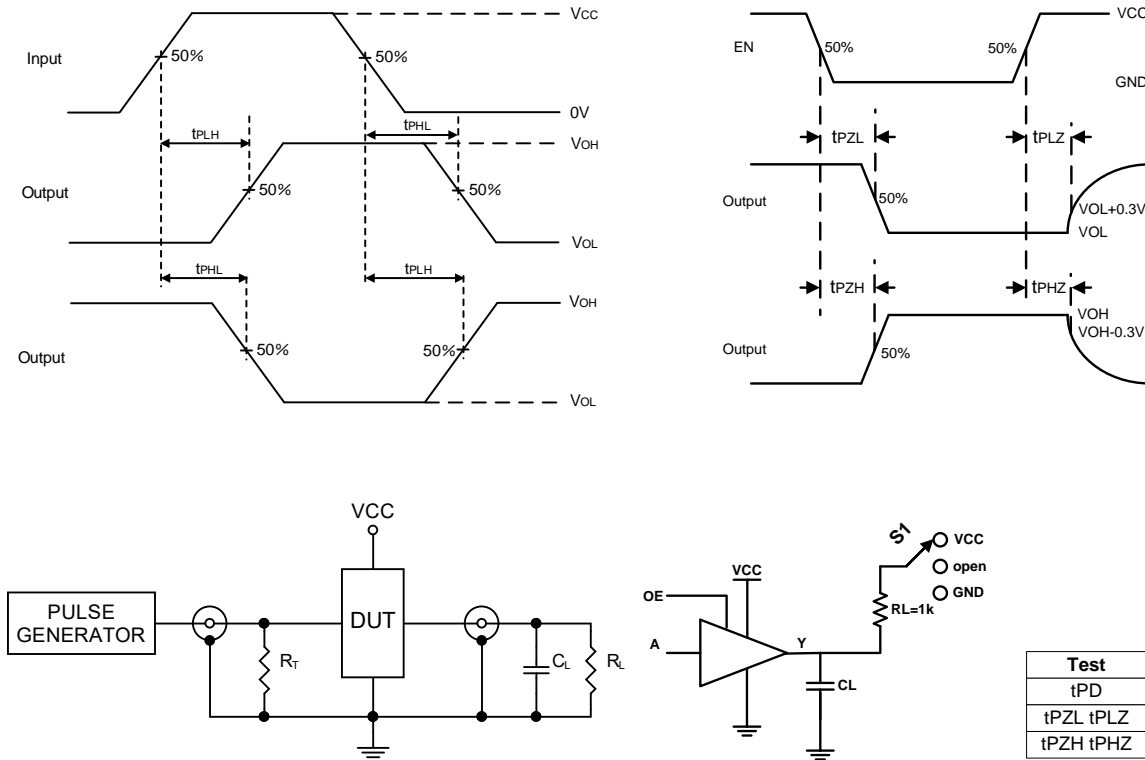 VCC
Input
50%
50%
0V
tPLH
tPHL
VOH
Output
50%
50%
VOL
tPHL
tPLH
VOH
Output
50%
50%
VOL
VCC
EN
50%
50%
GND
tPZL
tPLZ
Output
50%
VOL+0.3V
VOL
tPZH
tPHZ
VOH
VOH-0.3V
Output
50%
VCC
PULSE
GENERATOR
DUT
RT
CL
RL
S1
VCC
open
GND
VCC
OE
RL=1k
A
Y
CL
Test
tPD
tPZL tPLZ
tPZH tPHZ